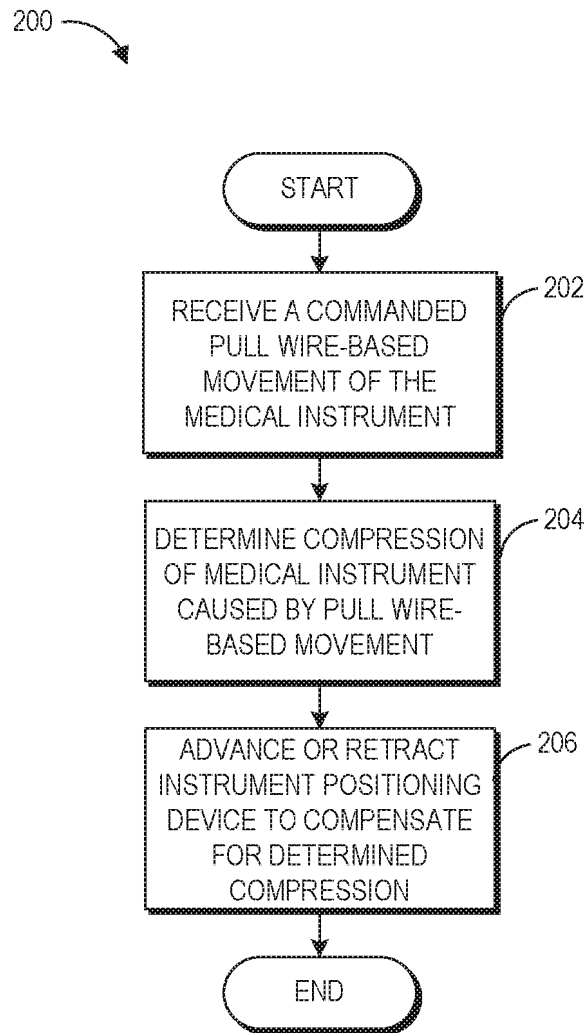 200
START
202
RECEIVE A COMMANDED
PULL WIRE-BASED
MOVEMENT OF THE
MEDICAL INSTRUMENT
204
DETERMINE COMPRESSION
OF MEDICAL INSTRUMENT
CAUSED BY PULL WIRE-
BASED MOVEMENT
206
ADVANCE OR RETRACT
INSTRUMENT POSITIONING
DEVICE TO COMPENSATE
FOR DETERMINED
COMPRESSION
END